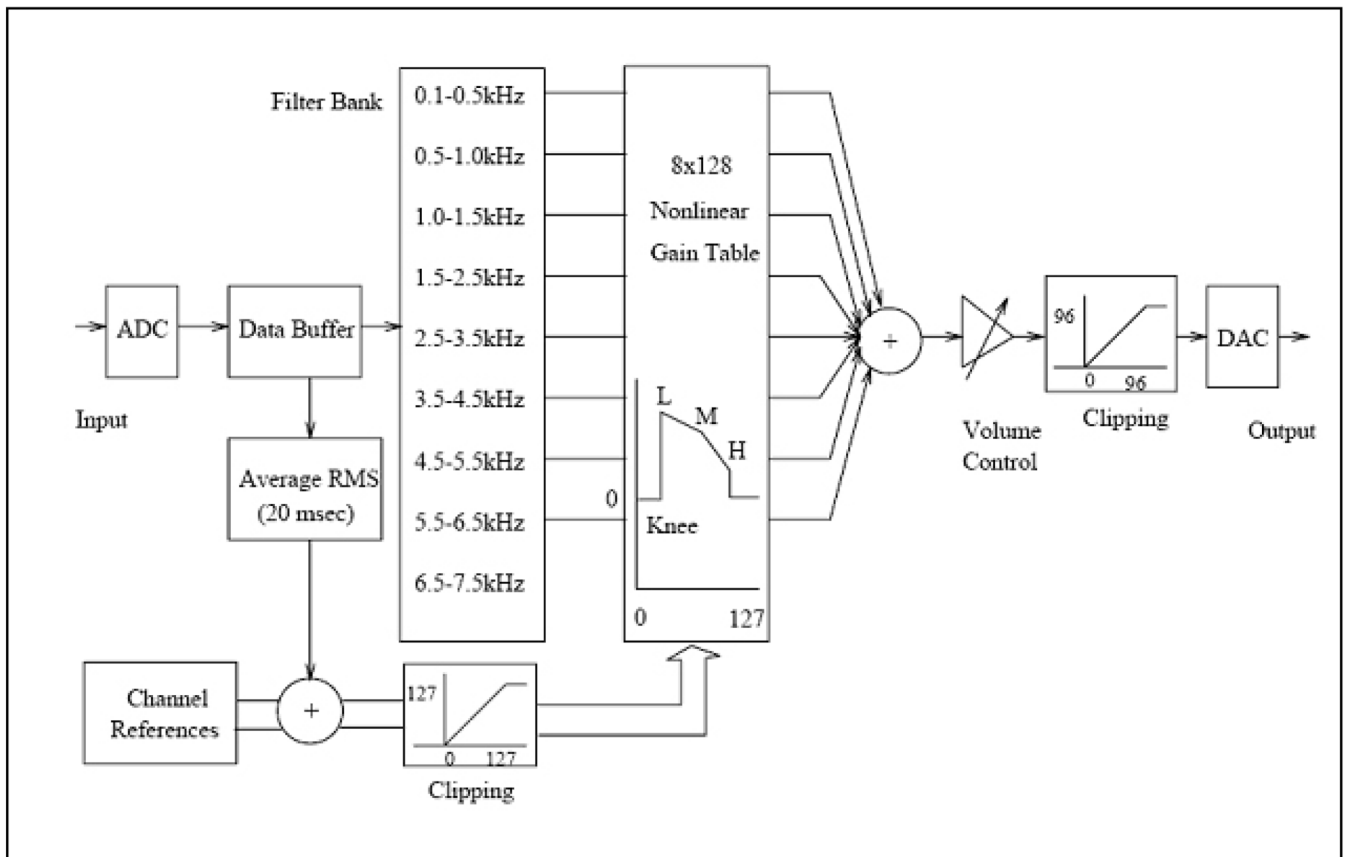 Filter Bank
0.1-0.5kHz
0.5-1.0kHz
1.0-1.5kHz
1.5-2.5kHz
2.5-3.5kHz
3.5-4.5kHz
4.5-5.5kHz
5.5-6.5kHz
6.5-7.5kHz
8x128
Nonlinear
Gain Table
L
M
H
0
Knee
0 127
ADC
Input
Data Buffer
Average RMS
(20 msec)
Channel
References
+
127
0 127
Clipping
+
Volume
Control
96
0 96
Clipping
DAC
Output